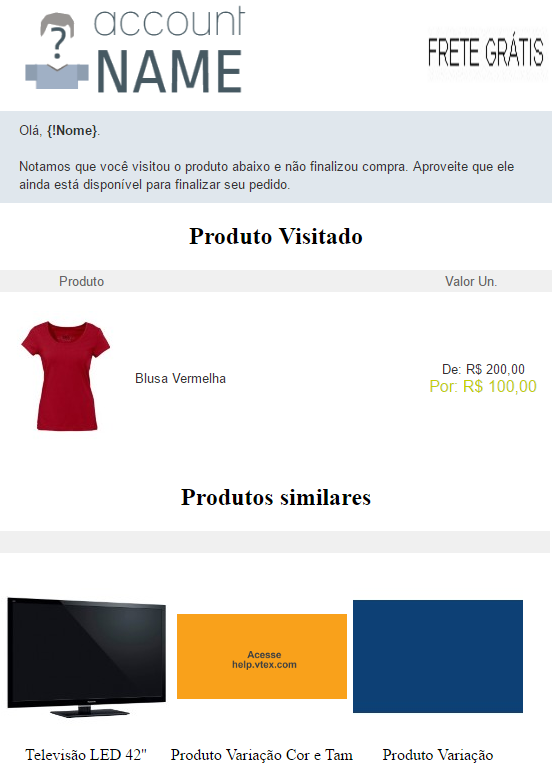 account
NAME
FRETE GRÁTIS
Olá, {!Nome}.
Notamos que você visitou o produto abaixo e não finalizou compra. Aproveite que ele
ainda está disponível para finalizar seu pedido.
Produto Visitado
Produto Valor Un.
Blusa Vermelha
De: R$ 200,00
Por: R$ 100,00
Produtos similares
Acesse
help.vtex.com
Televisão LED 42" Produto Variação Cor e Tam Produto Variação